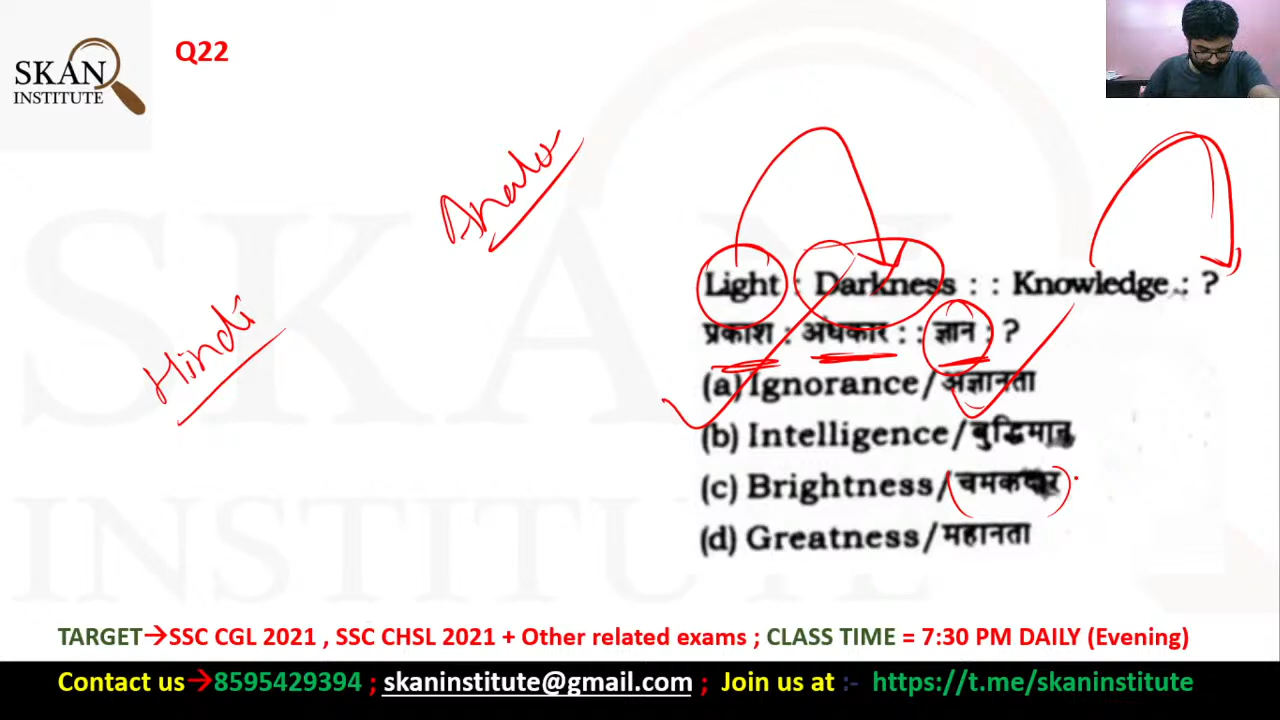 SKAN
INSTITUTE
Q22
Analo
Hindi
Light : Darkness : : Knowledge : ?
प्रकाश : अंधकार : : ज्ञान : ?
(a) Ignorance/अज्ञानता
(b) Intelligence/बुद्धिमान
(c) Brightness/चमकदार
(d) Greatness/महानता
SKAN
INSTITUTE
TARGET→SSC CGL 2021 , SSC CHSL 2021 + Other related exams ; CLASS TIME = 7:30 PM DAILY (Evening)
Contact us→8595429394 ; skaninstitute@gmail.com ; Join us at :- https://t.me/skaninstitute